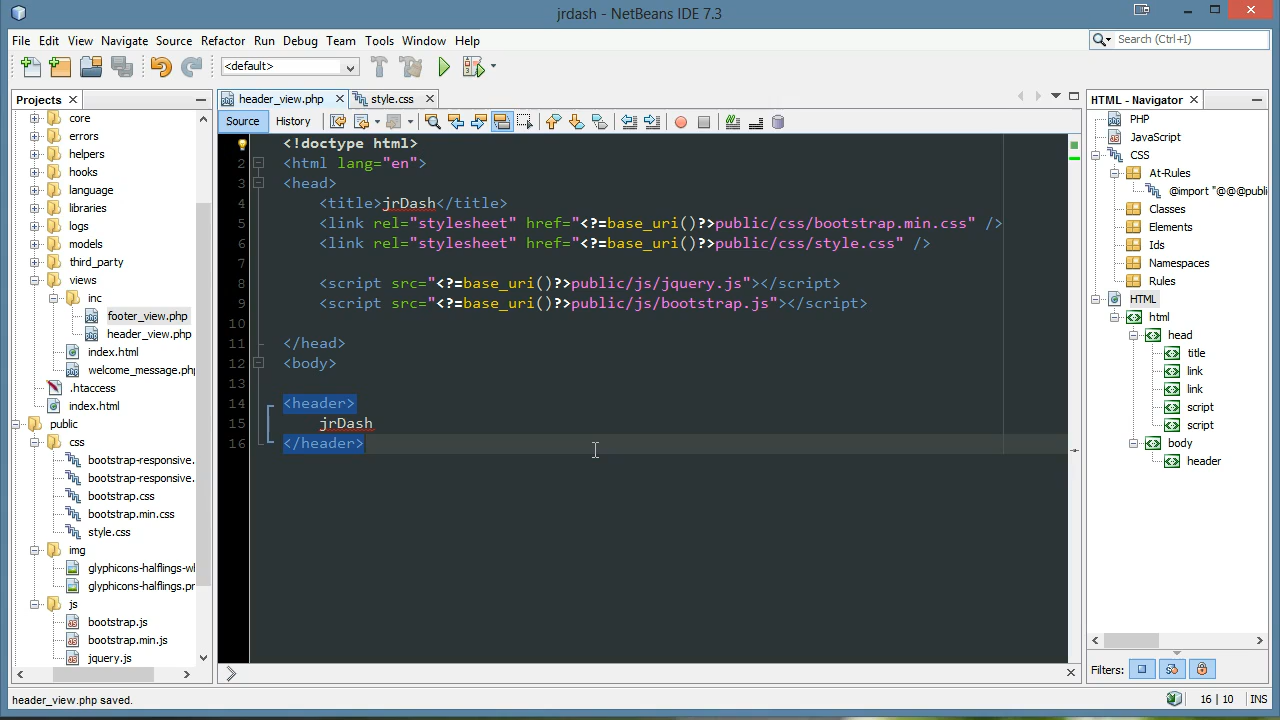 jrdash - NetBeans IDE 7.3
File Edit View Navigate Source Refactor Run Debug Team Tools Window Help
Search (Ctrl+I)
<default>
Projects
core
errors
helpers
hooks
language
libraries
logs
models
third_party
views
inc
footer_view.php
header_view.php
index.html
welcome_message.php
.htaccess
index.html
public
css
bootstrap-responsive.
bootstrap-responsive.
bootstrap.css
bootstrap.min.css
style.css
img
glyphicons-halflings-wl
glyphicons-halflings.pr
js
bootstrap.js
bootstrap.min.js
jquery.js
header_view.php style.css
Source History
<!doctype html>
2 <html lang="en">
3 <head>
4 <title>jrDash</title>
5 <link rel="stylesheet" href="<?=base_uri()?>public/css/bootstrap.min.css" />
6 <link rel="stylesheet" href="<?=base_uri()?>public/css/style.css" />
7
8 <script src="<?=base_uri()?>public/js/jquery.js"></script>
9 <script src="<?=base_uri()?>public/js/bootstrap.js"></script>
10
11 </head>
12 <body>
13
14 <header>
15 jrDash
16 </header>
HTML - Navigator
PHP
JavaScript
CSS
At-Rules
@import "@@@public
Classes
Elements
Ids
Namespaces
Rules
HTML
html
head
title
link
link
script
script
body
header
Filters:
header_view.php saved.
16 | 10 INS